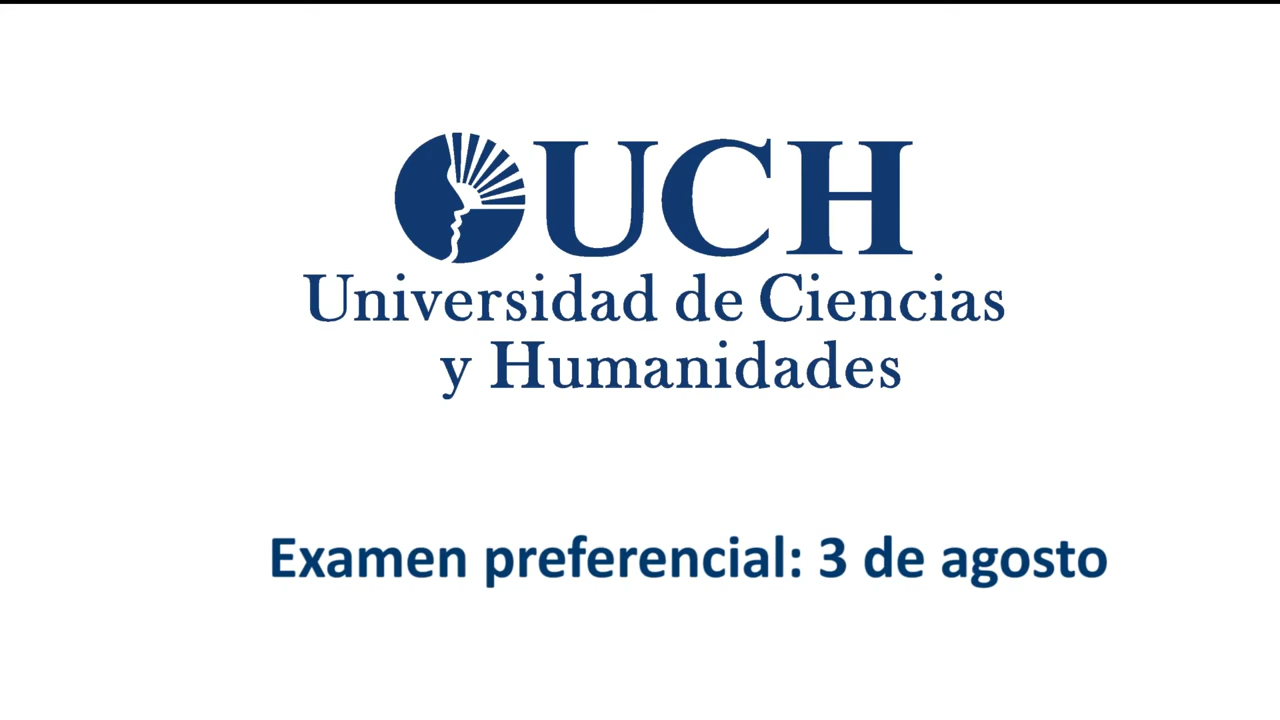 UCH
Universidad de Ciencias
y Humanidades
Examen preferencial: 3 de agosto